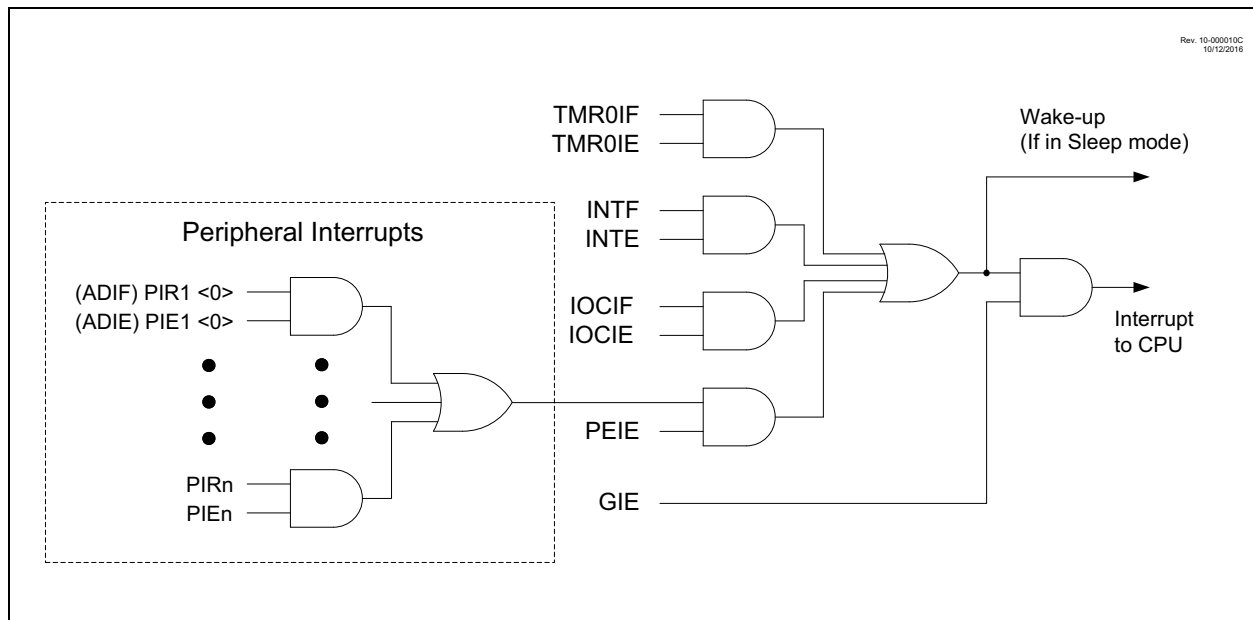 Rev. 10-000010C
10/12/2016
TMR0IF
TMR0IE
Wake-up
(If in Sleep mode)
INTF
INTE
Peripheral Interrupts
(ADIF) PIR1 <0>
(ADIE) PIE1 <0>
IOCIF
IOCIE
Interrupt
to CPU
PEIE
PIRn
PIEn
GIE